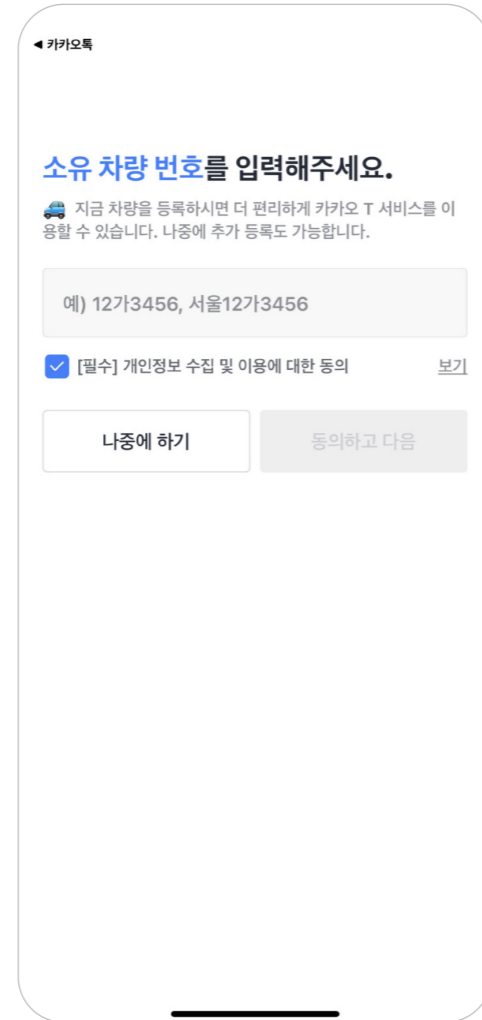 ◀ 카카오톡
소유 차량 번호를 입력해주세요.
🚙 지금 차량을 등록하시면 더 편리하게 카카오 T 서비스를 이
용할 수 있습니다. 나중에 추가 등록도 가능합니다.
예) 12가3456, 서울12가3456
[필수] 개인정보 수집 및 이용에 대한 동의 보기
나중에 하기 동의하고 다음